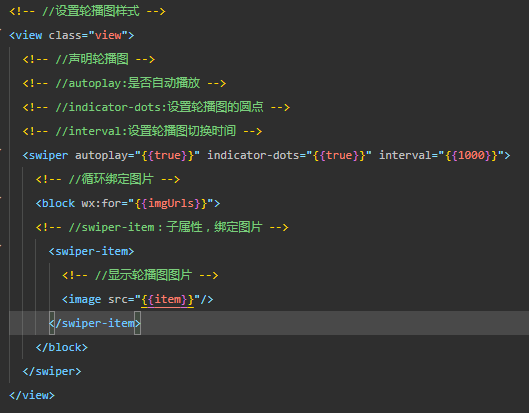 <!-- //设置轮播图样式 -->
<view class="view">
<!-- //声明轮播图 -->
<!-- //autoplay:是否自动播放 -->
<!-- //indicator-dots:设置轮播图的圆点 -->
<!-- //interval:设置轮播图切换时间 -->
<swiper autoplay="{{true}}" indicator-dots="{{true}}" interval="{{1000}}">
<!-- //循环绑定图片 -->
<block wx:for="{{imgUrls}}">
<!-- //swiper-item：子属性，绑定图片 -->
<swiper-item>
<!-- //显示轮播图图片 -->
<image src="{{item}}"/>
</swiper-item>
</block>
</swiper>
</view>